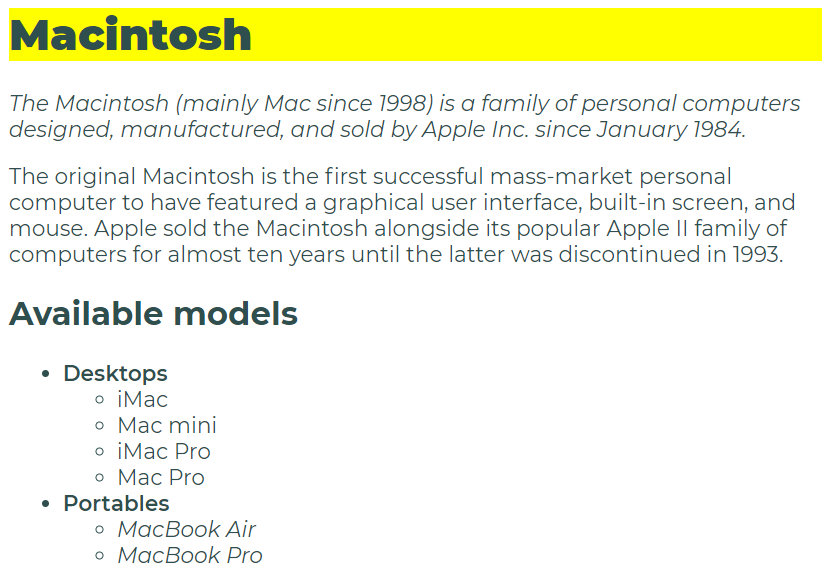 Macintosh
The Macintosh (mainly Mac since 1998) is a family of personal computers
designed, manufactured, and sold by Apple Inc. since January 1984.
The original Macintosh is the first successful mass-market personal
computer to have featured a graphical user interface, built-in screen, and
mouse. Apple sold the Macintosh alongside its popular Apple II family of
computers for almost ten years until the latter was discontinued in 1993.
Available models
Desktops
iMac
Mac mini
iMac Pro
Mac Pro
Portables
MacBook Air
MacBook Pro